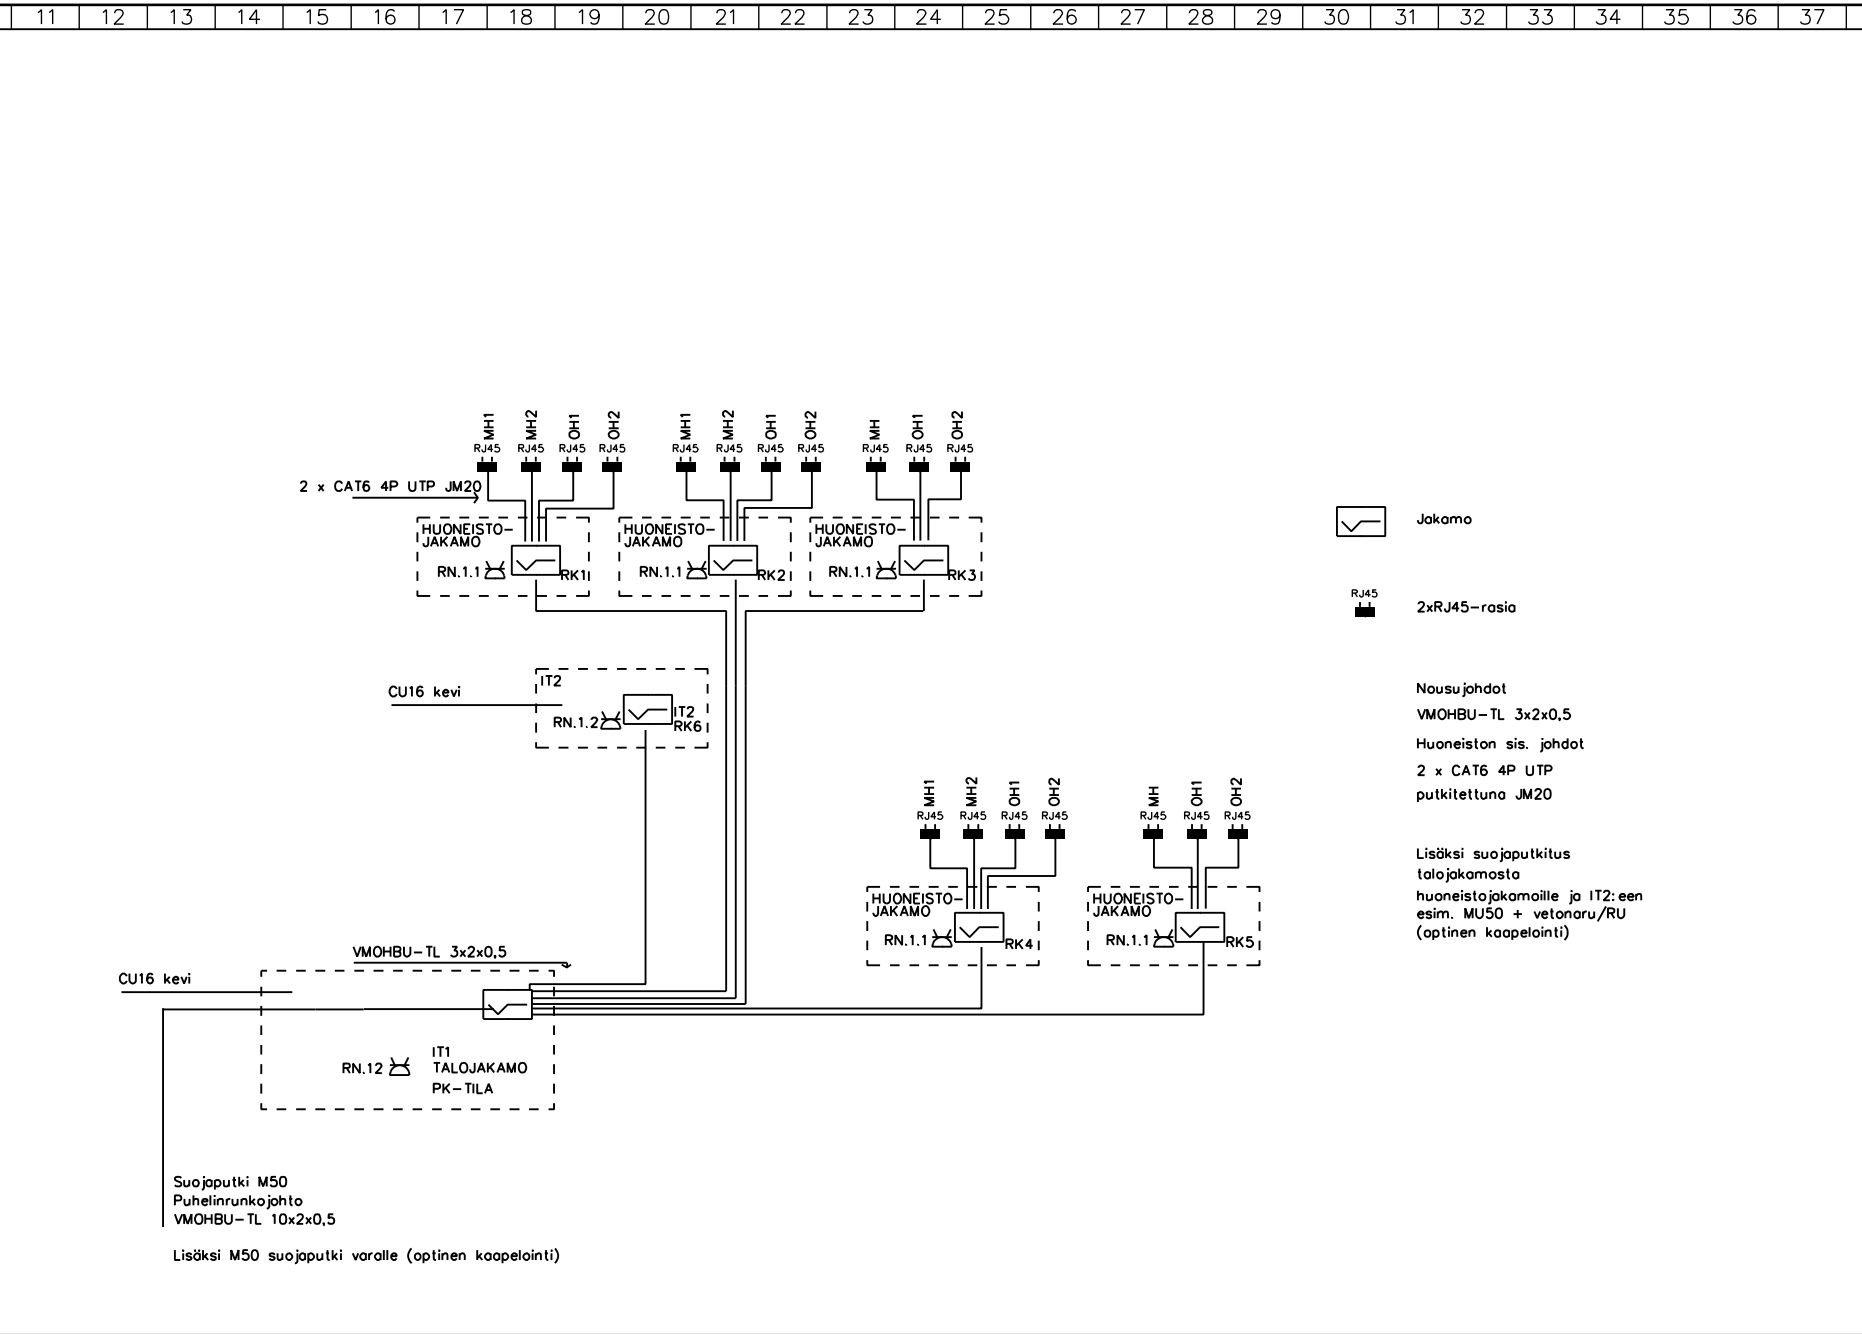 11 12 13 14 15 16 17 18 19 20 21 22 23 24 25 26 27 28 29 30 31 32 33 34 35 36 37
MH1 MH2 OH1 OH2 MH1 MH2 OH1 OH2 MH OH1 OH2
RJ45 RJ45 RJ45 RJ45 RJ45 RJ45 RJ45 RJ45 RJ45 RJ45 RJ45
2 x CAT6 4P UTP JM20
HUONEISTO-
JAKAMO
RN.1.1
RK1
HUONEISTO-
JAKAMO
RN.1.1
RK2
HUONEISTO-
JAKAMO
RN.1.1
RK3
CU16 kevi
IT2
RN.1.2
IT2
RK6
MH1 MH2 OH1 OH2 MH OH1 OH2
RJ45 RJ45 RJ45 RJ45 RJ45 RJ45 RJ45
HUONEISTO-
JAKAMO
RN.1.1
RK4
HUONEISTO-
JAKAMO
RN.1.1
RK5
VMOHBU-TL 3x2x0,5
CU16 kevi
RN.12
IT1
TALOJAKAMO
PK-TILA
Suojaputki M50
Puhelinrunkojohto
VMOHBU-TL 10x2x0,5
Lisäksi M50 suojaputki varalle (optinen kaapelointi)
Jakamo
RJ45
2xRJ45-rasia
Nousujohdot
VMOHBU-TL 3x2x0,5
Huoneiston sis. johdot
2 x CAT6 4P UTP
putkitettuna JM20
Lisäksi suojaputkitus
talojakamosta
huoneistojakamoille ja IT2:een
esim. MU50 + vetonaru/RU
(optinen kaapelointi)